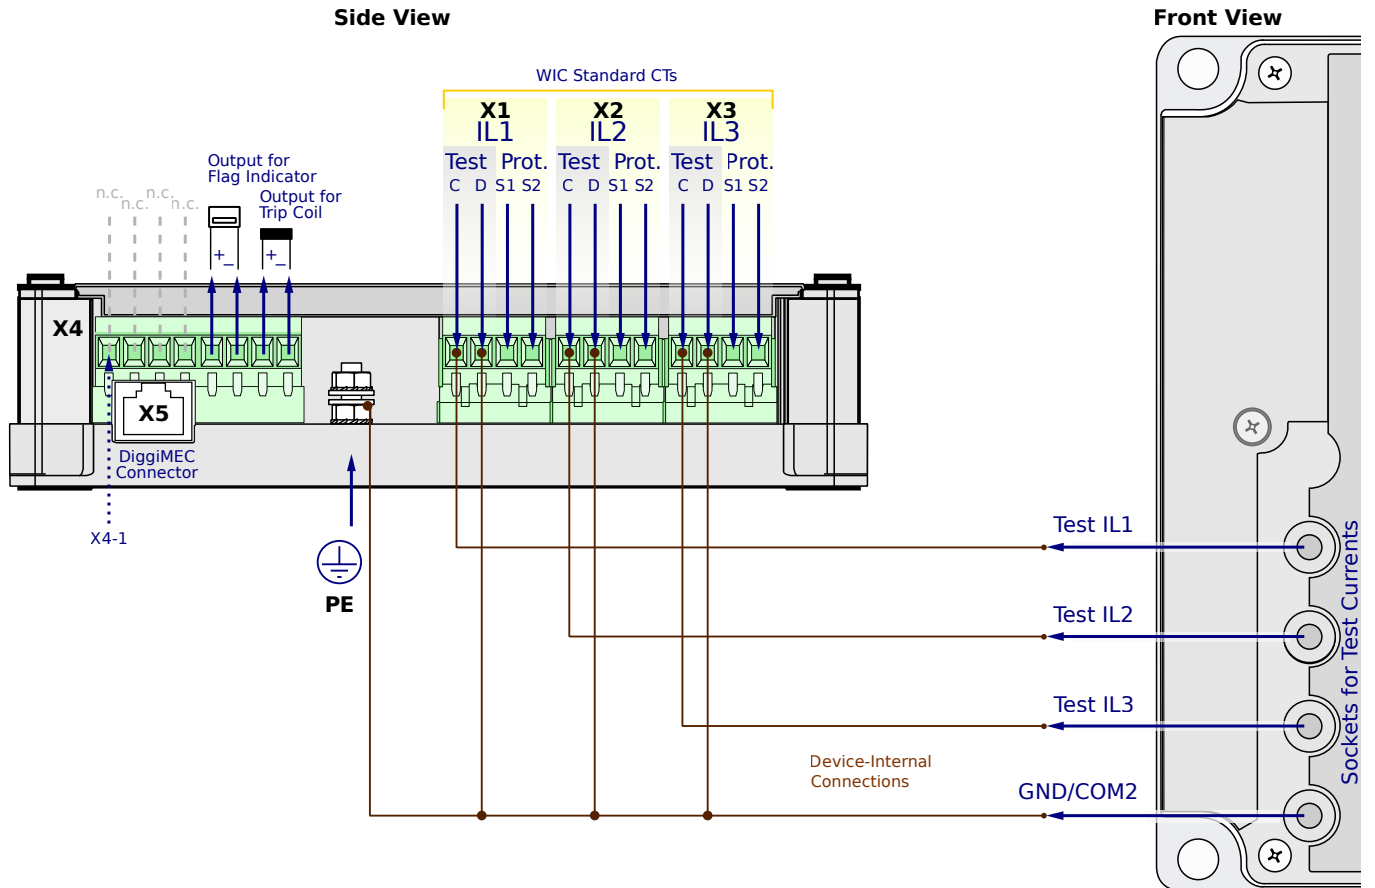 Side View
Front View
WIC Standard CTs
X1
X2
X3
IL1
IL2
IL3
Test Prot.
Test Prot.
Test Prot.
C D S1 S2
C D S1 S2
C D S1 S2
Output for
Flag Indicator
Output for
Trip Coil
n.c.
n.c.
n.c.
n.c.
+ −
+ −
X4
X5
DiggiMEC
Connector
X4-1
PE
Test IL1
Test IL2
Test IL3
GND/COM2
Device-Internal
Connections
Sockets for Test Currents